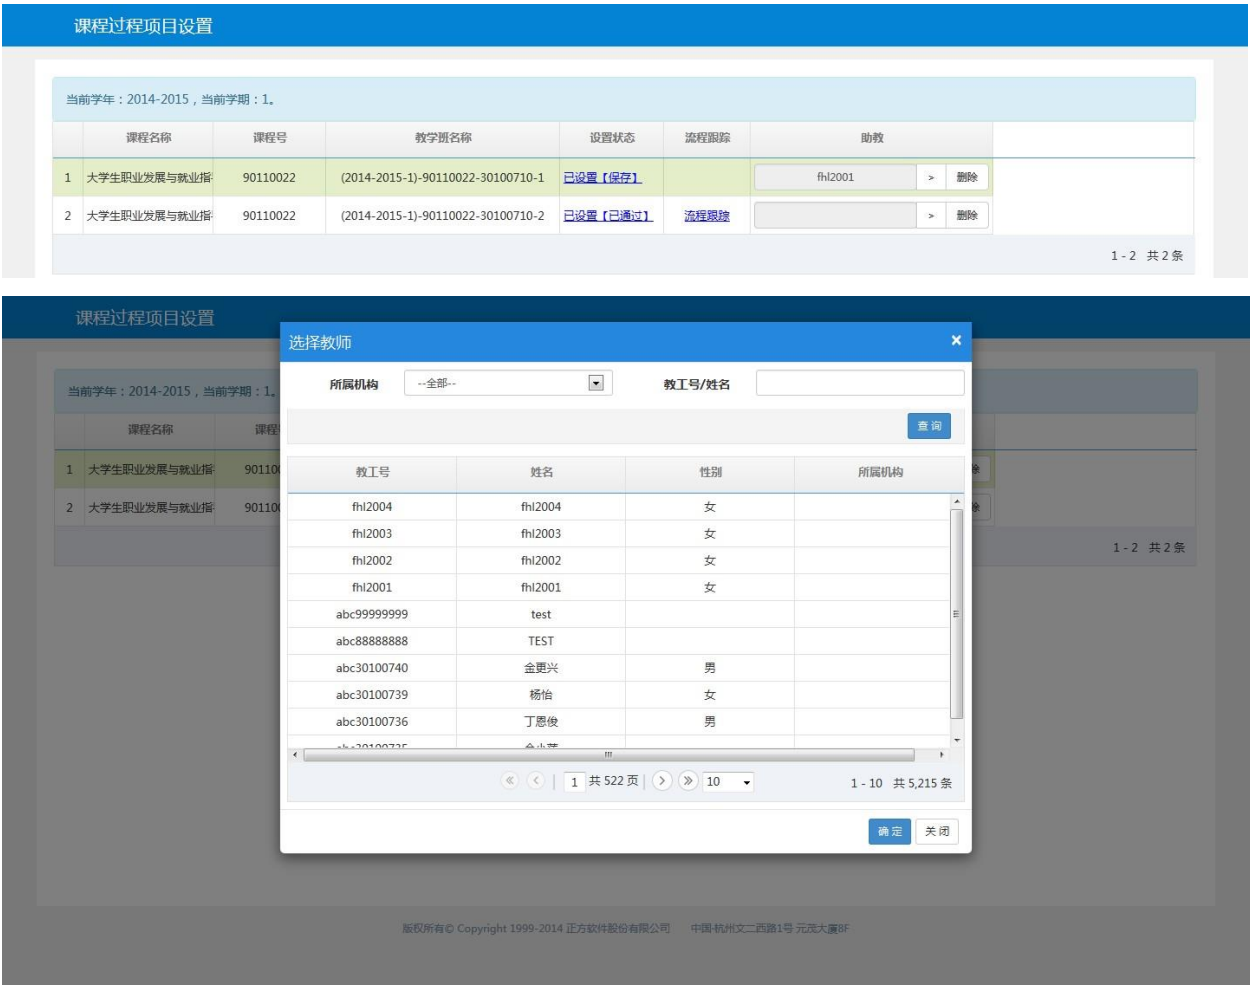 课程过程项目设置
当前学年：2014-2015，当前学期：1。
课程名称 课程号 教学班名称 设置状态 流程跟踪 助教
1 大学生职业发展与就业指 90110022 (2014-2015-1)-90110022-30100710-1 已设置【保存】 fhl2001 > 删除
2 大学生职业发展与就业指 90110022 (2014-2015-1)-90110022-30100710-2 已设置【已通过】 流程跟踪 > 删除
1 - 2 共 2 条
课程过程项目设置
选择教师 ×
所属机构 --全部-- 教工号/姓名
当前学年：2014-2015，当前学期：1。
查 询
课程名称 课程
教工号 姓名 性别 所属机构
1 大学生职业发展与就业指 90110
2 大学生职业发展与就业指 90110
fhl2004 fhl2004 女
fhl2003 fhl2003 女
fhl2002 fhl2002 女
fhl2001 fhl2001 女
abc99999999 test
abc88888888 TEST
abc30100740 金更兴 男
abc30100739 杨怡 女
abc30100736 丁恩俊 男
1 - 2 共 2 条
1 共 522 页 10 1 - 10 共 5,215 条
确 定 关 闭
版权所有© Copyright 1999-2014 正方软件股份有限公司 中国·杭州文二西路1号 元茂大厦8F